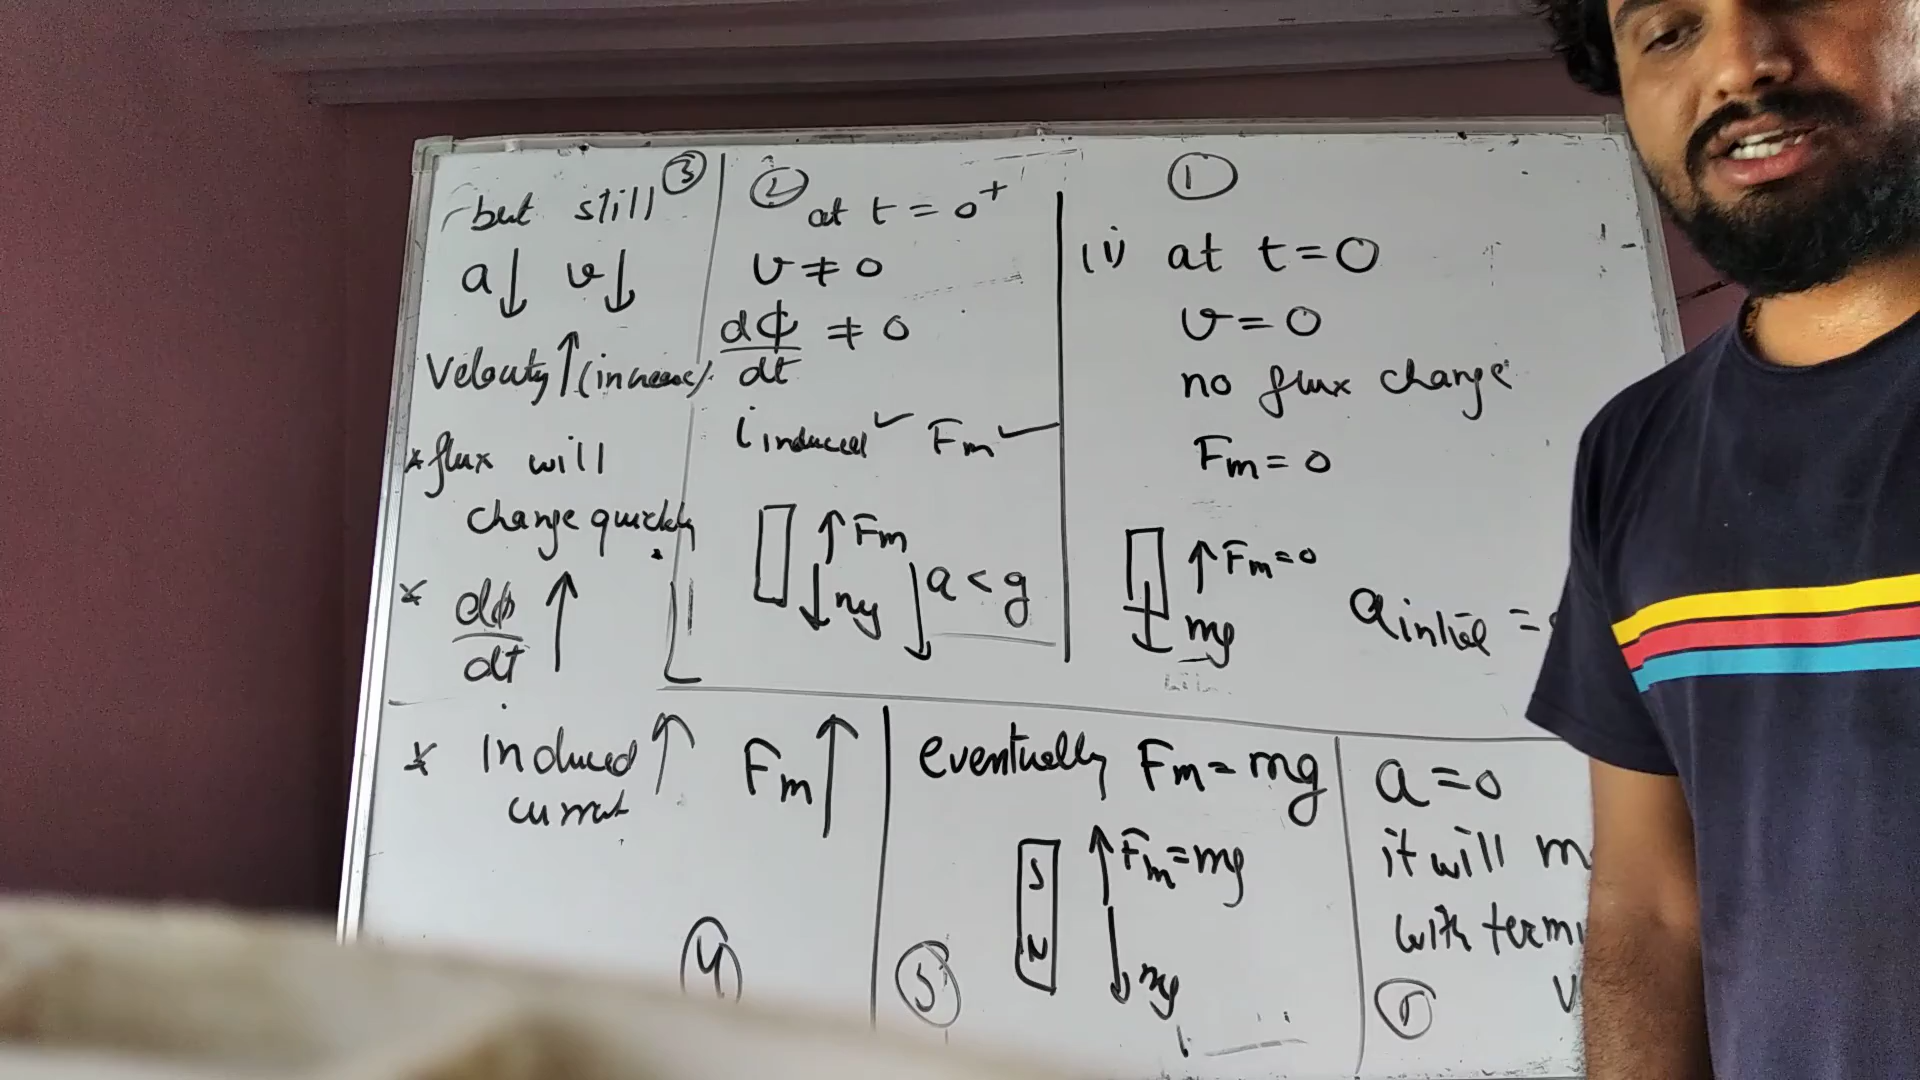 ①
(i) at t = 0
v = 0
no flux change
Fm = 0
↑ Fm = 0
↓ mg
a initial =
②
at t = 0⁺
v ≠ 0
dφ/dt ≠ 0
i induced ✓ Fm ✓
↑ Fm
↓ mg
↓ a < g
③
but still
a↓ v↓
Velocity ↑ (increase).
* flux will
change quickly
* dφ/dt ↑
* induced ↑ Fm ↑
current
④
eventually Fm = mg
S
N
↑ Fm = mg
↓ mg
⑤
a = 0
it will m
with termi
V